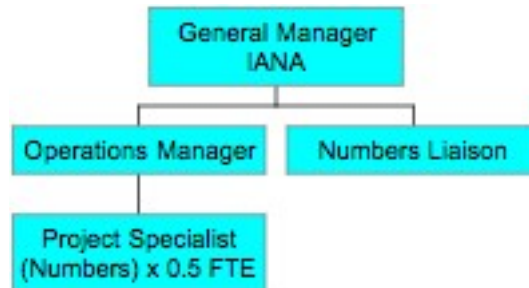 General Manager
IANA
Operations Manager
Numbers Liaison
Project Specialist
(Numbers) x 0.5 FTE